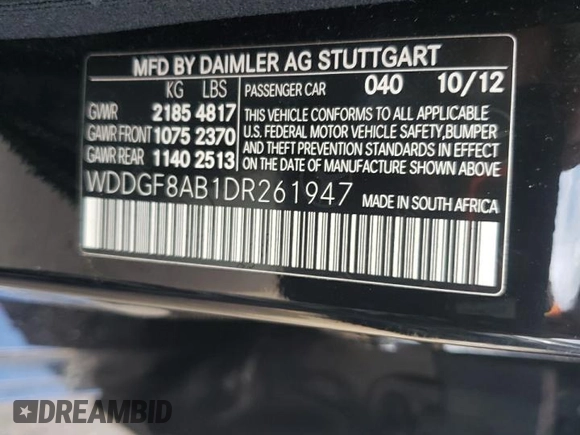 MFD BY DAIMLER AG STUTTGART
KG LBS PASSENGER CAR 040 10/12
GVWR 2185 4817
GAWR FRONT 1075 2370
GAWR REAR 1140 2513
THIS VEHICLE CONFORMS TO ALL APPLICABLE
U.S. FEDERAL MOTOR VEHICLE SAFETY,BUMPER
AND THEFT PREVENTION STANDARDS IN EFFECT
ON THE DATE OF MANUFACTURE SHOWN ABOVE.
WDDGF8AB1DR261947 MADE IN SOUTH AFRICA
DREAMBID